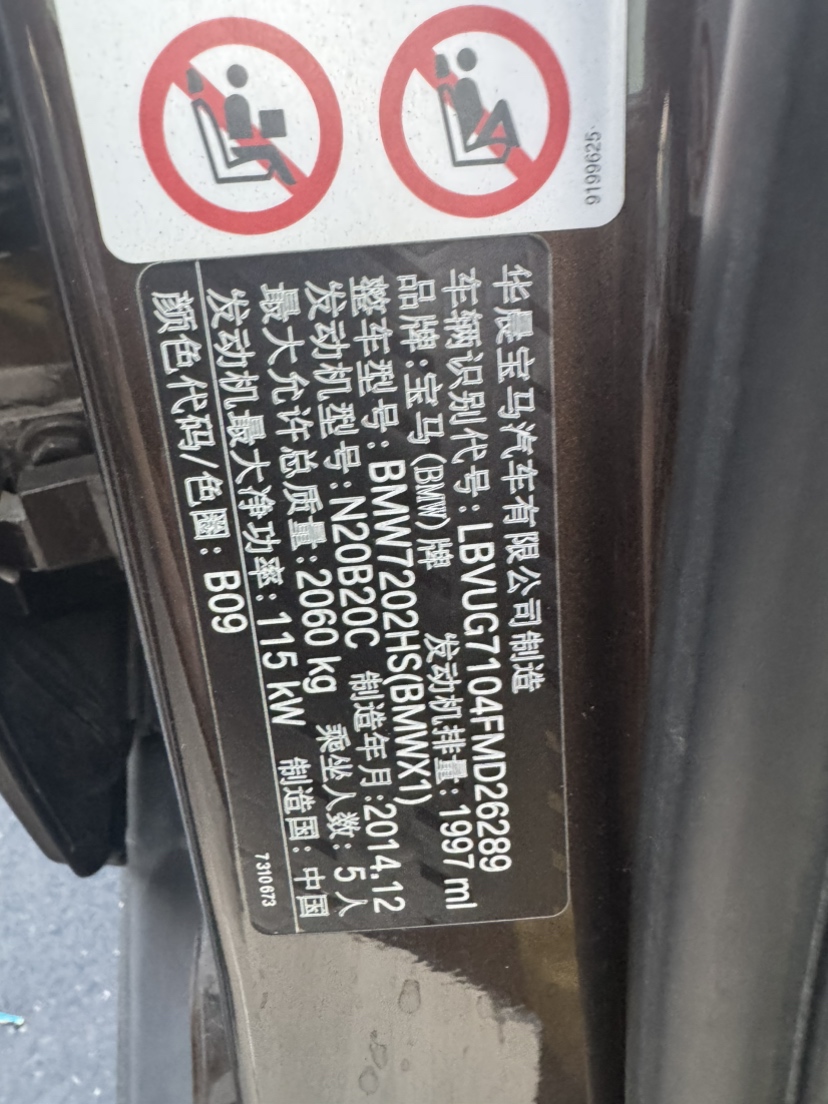 9199625
华晨宝马汽车有限公司制造
车辆识别代号:LBVUG7104FMD26289
品牌:宝马(BMW)牌 发动机排量:1997 ml
整车型号:BMW7202HS(BMWX1)
发动机型号:N20B20C 制造年月:2014.12
最大允许总质量:2060 kg 乘坐人数:5人
发动机最大净功率:115 kW 制造国:中国
颜色代码/色圖:B09
7310673